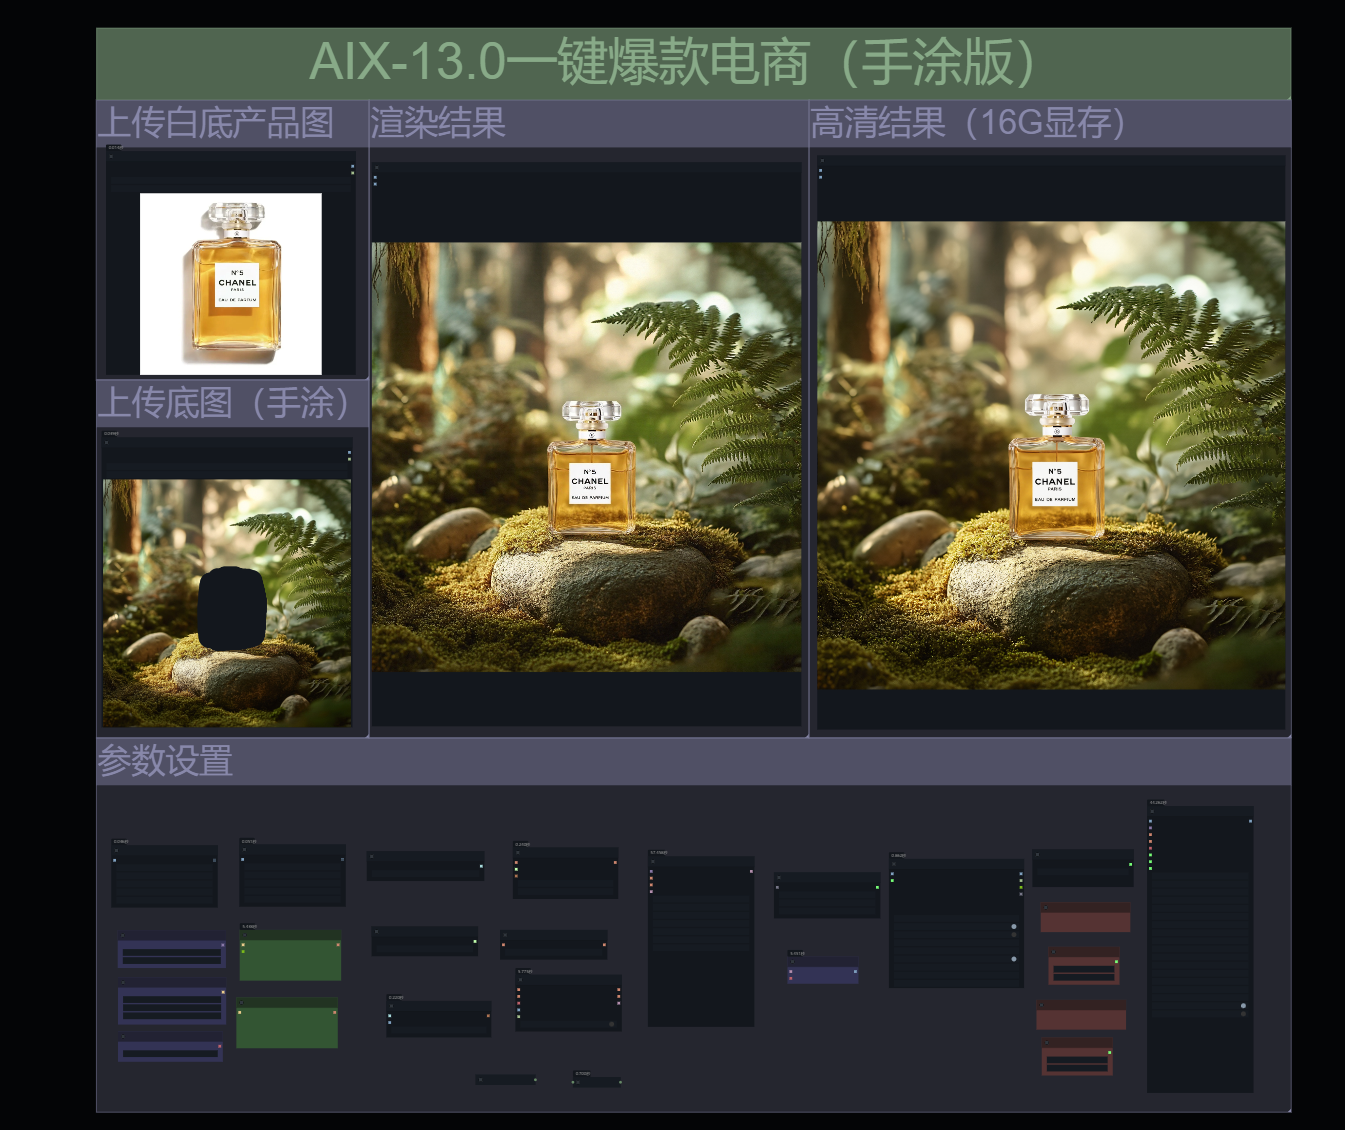 AIX-13.0一键爆款电商（手涂版）
上传白底产品图
渲染结果
高清结果（16G显存）
N°5
CHANEL
PARIS
EAU DE PARFUM
上传底图（手涂）
N°5
CHANEL
PARIS
EAU DE PARFUM
N°5
CHANEL
PARIS
EAU DE PARFUM
参数设置